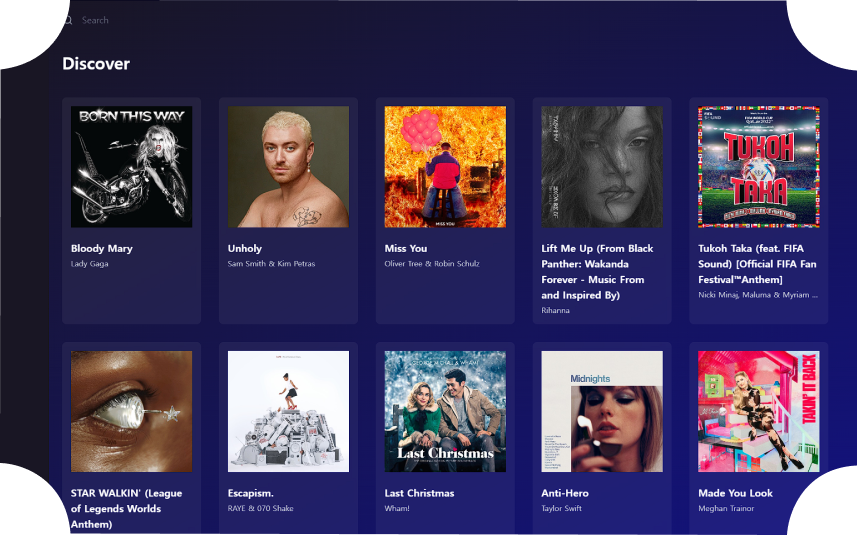 Search
Discover
BORN THIS WAY
Bloody Mary
Lady Gaga
Unholy
Sam Smith & Kim Petras
MISS YOU
Miss You
Oliver Tree & Robin Schulz
Lift Me Up (From Black
Panther: Wakanda
Forever - Music From
and Inspired By)
Rihanna
TUKOH
TAKA
Tukoh Taka (feat. FIFA
Sound) [Official FIFA Fan
Festival™Anthem]
Nicki Minaj, Maluma & Myriam ...
STAR WALKIN' (League
of Legends Worlds
Anthem)
Escapism.
RAYE & 070 Shake
GEORGE MICHAEL & WHAM!
Last Christmas
Last Christmas
Wham!
Midnights
Anti-Hero
Taylor Swift
TAKIN' IT BACK
Made You Look
Meghan Trainor